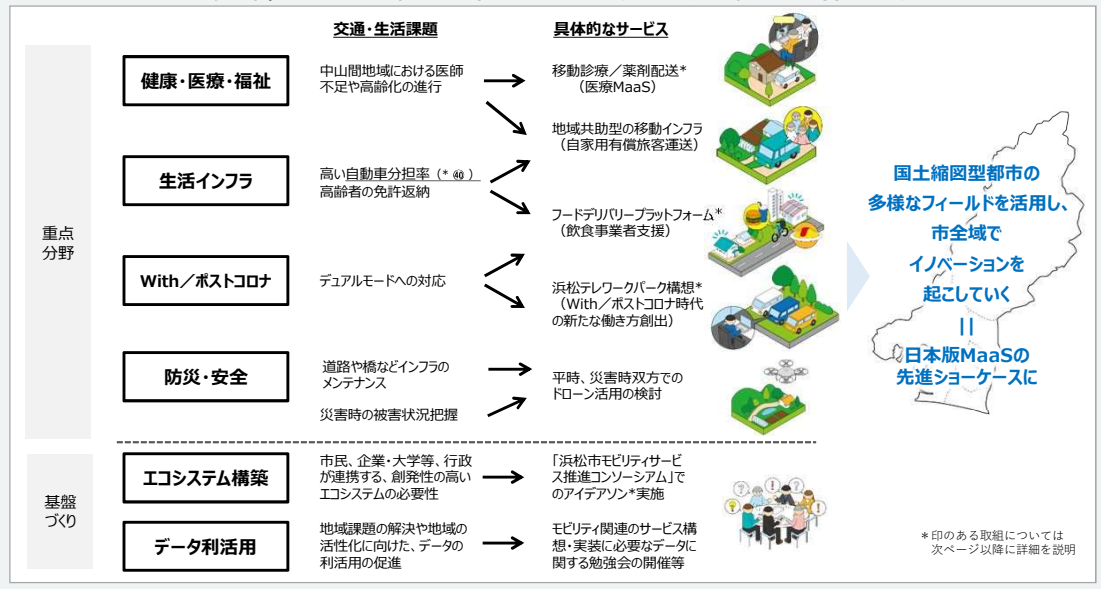 交通・生活課題
具体的なサービス
重点
分野
健康・医療・福祉
中山間地域における医師
不足や高齢化の進行
移動診療／薬剤配送*
（医療MaaS）
地域共助型の移動インフラ
（自家用有償旅客運送）
生活インフラ
高い自動車分担率（*㊵）
高齢者の免許返納
フードデリバリープラットフォーム*
（飲食事業者支援）
With／ポストコロナ
デュアルモードへの対応
浜松テレワークパーク構想*
（With／ポストコロナ時代
の新たな働き方創出）
防災・安全
道路や橋などインフラの
メンテナンス
災害時の被害状況把握
平時、災害時双方での
ドローン活用の検討
基盤
づくり
エコシステム構築
市民、企業・大学等、行政
が連携する、創発性の高い
エコシステムの必要性
「浜松市モビリティサービ
ス推進コンソーシアム」で
のアイデアソン*実施
データ利活用
地域課題の解決や地域の
活性化に向けた、データの
利活用の促進
モビリティ関連のサービス構
想・実装に必要なデータに
関する勉強会の開催等
国土縮図型都市の
多様なフィールドを活用し、
市全域で
イノベーションを
起こしていく
＝
日本版MaaSの
先進ショーケースに
*印のある取組については
次ページ以降に詳細を説明